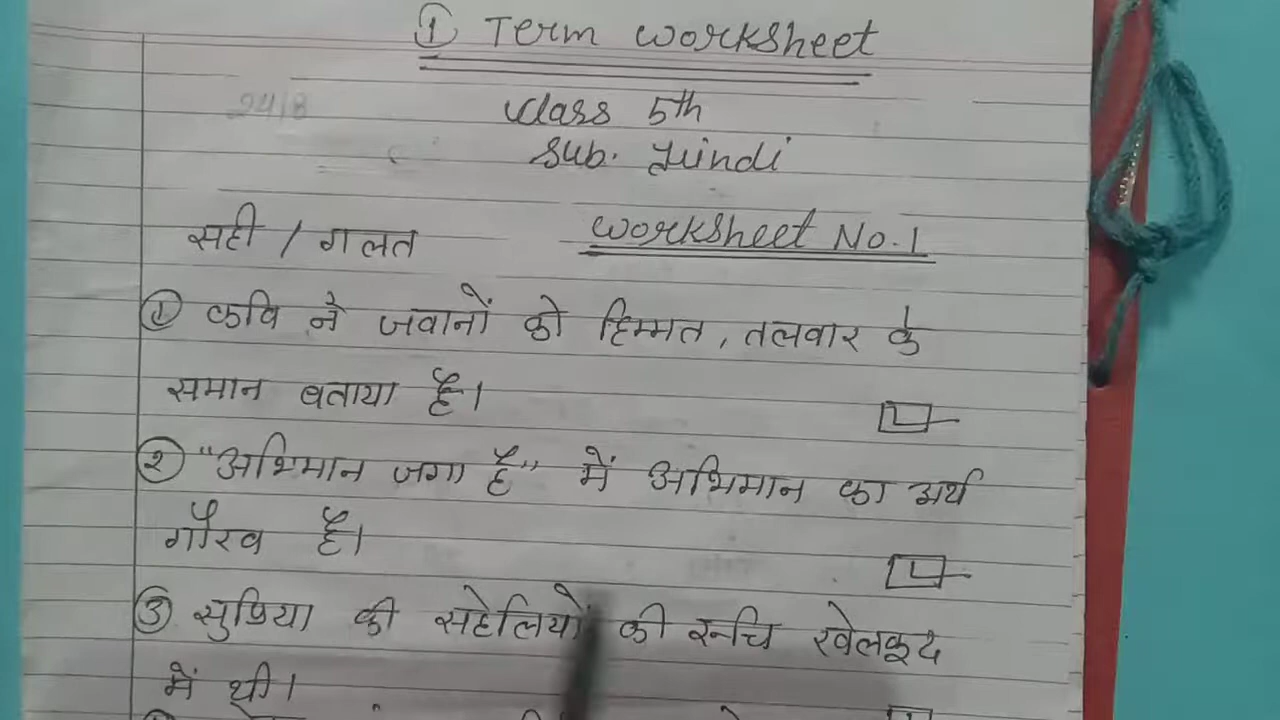 ① Term Worksheet
Class 5th
Sub. Hindi
सही / गलत
Worksheet No. 1
① कवि ने जवानों को हिम्मत, तलवार के
समान बताया है।
② "अभिमान जगा है" में अभिमान का अर्थ
गौरव है।
③ सुप्रिया की सहेलियों की रुचि खेलकूद
में थी।